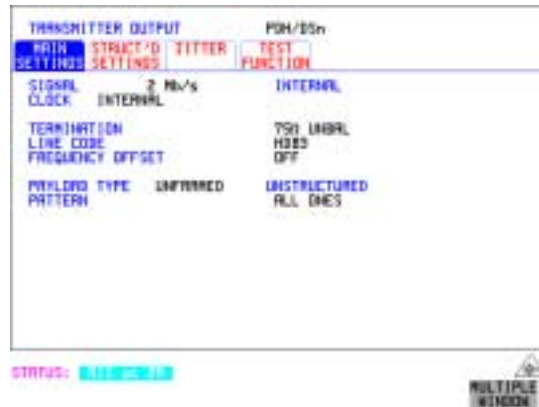 TRANSMITTER OUTPUT PDH/DSn
MAIN SETTINGS STRUCT'D SETTINGS JITTER TEST FUNCTION
SIGNAL 2 Mb/s INTERNAL
CLOCK INTERNAL
TERMINATION 75Ω UNBAL
LINE CODE HDB3
FREQUENCY OFFSET OFF
PAYLOAD TYPE UNFRAMED UNSTRUCTURED
PATTERN ALL ONES
STATUS:
MULTIPLE
WINDOW